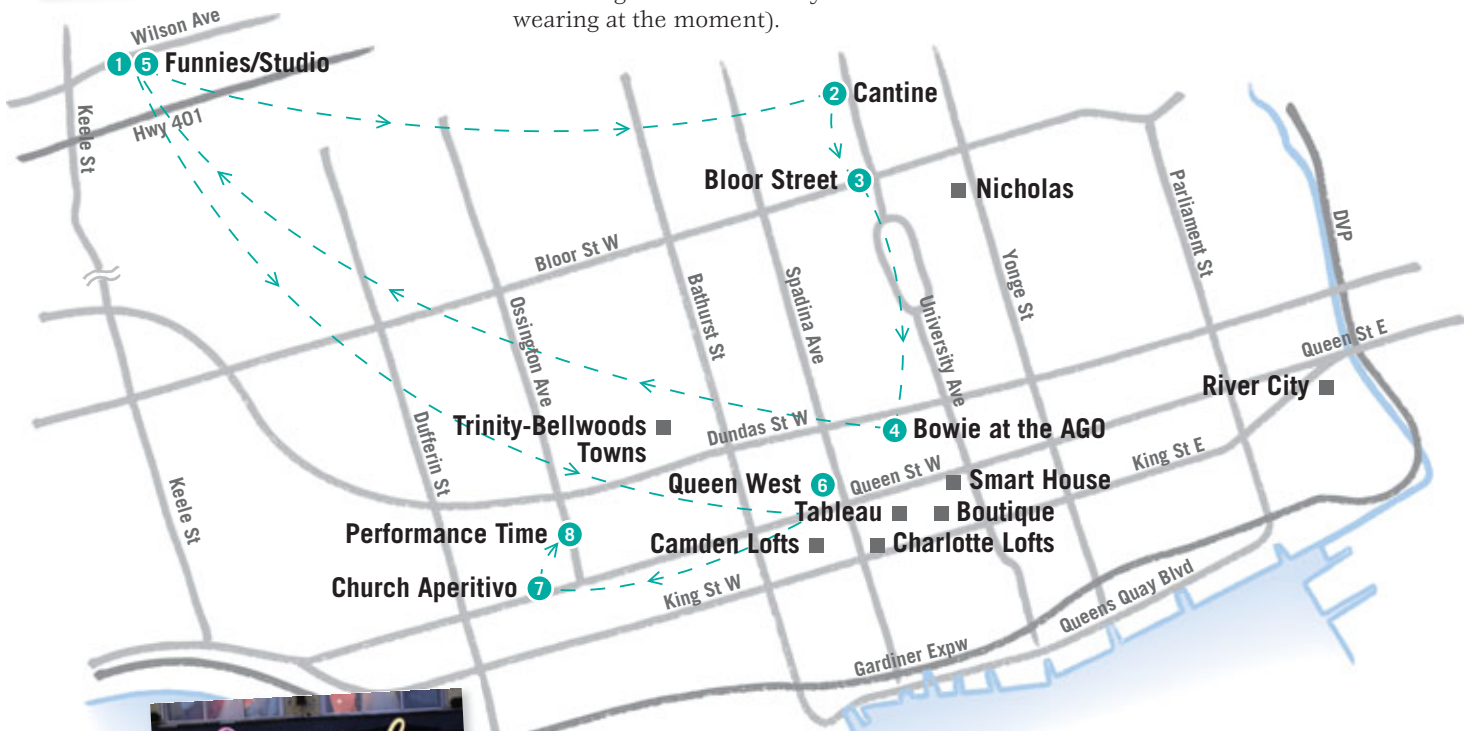 wearing at the moment).
Wilson Ave
1 5 Funnies/Studio
Keele St
Hwy 401
2 Cantine
Bloor Street 3
Nicholas
Parliament St
DVP
Bloor St W
Ossington Ave
Bathurst St
Spadina Ave
University Ave
Yonge St
Queen St E
River City
Dufferin St
Trinity-Bellwoods
Towns
Dundas St W
4 Bowie at the AGO
King St E
Keele St
Queen West 6
Queen St W
Smart House
Tableau
Boutique
Performance Time 8
Camden Lofts
Charlotte Lofts
Church Aperitivo 7
King St W
Queens Quay Blvd
Gardiner Expw